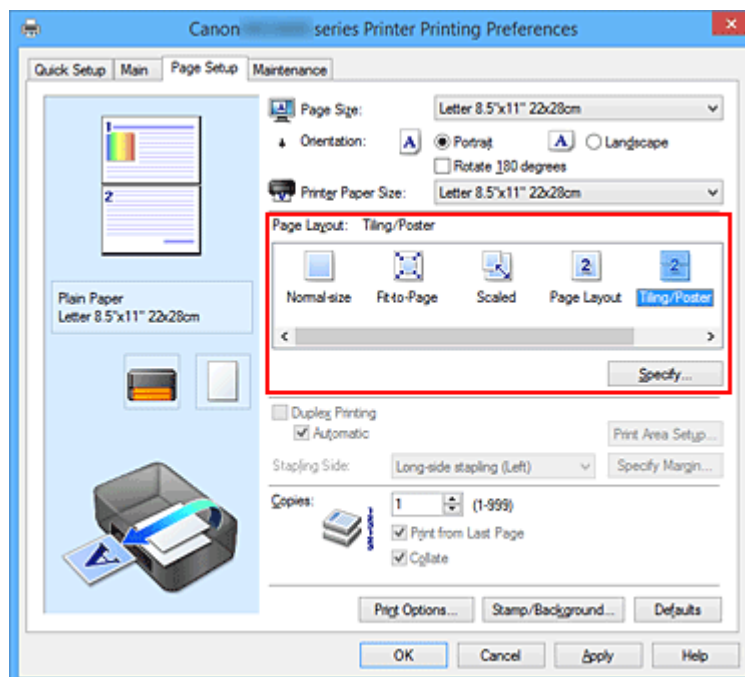 Canon series Printer Printing Preferences
Quick Setup Main Page Setup Maintenance
Page Size: Letter 8.5"x11" 22x28cm
Orientation: A Portrait A Landscape
Rotate 180 degrees
Printer Paper Size: Letter 8.5"x11" 22x28cm
1
2
Page Layout: Tiling/Poster
2 2
Normal-size Fit-to-Page Scaled Page Layout Tiling/Poster
Plain Paper
Letter 8.5"x11" 22x28cm
Specify...
Duplex Printing
Automatic Print Area Setup...
Stapling Side: Long-side stapling (Left) Specify Margin...
Copies: 1 (1-999)
Print from Last Page
Collate
A
Print Options... Stamp/Background... Defaults
OK Cancel Apply Help